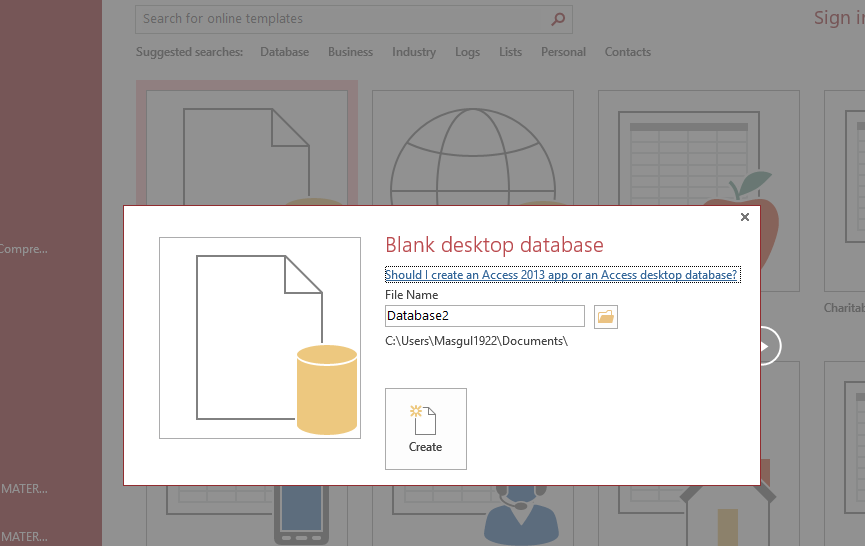 Search for online templates
Sign i
Suggested searches: Database Business Industry Logs Lists Personal Contacts
Compre...
Blank desktop database
Should I create an Access 2013 app or an Access desktop database?
File Name
Database2
C:\Users\Masgul1922\Documents\
Charitab
Create
MATER...
MATER...